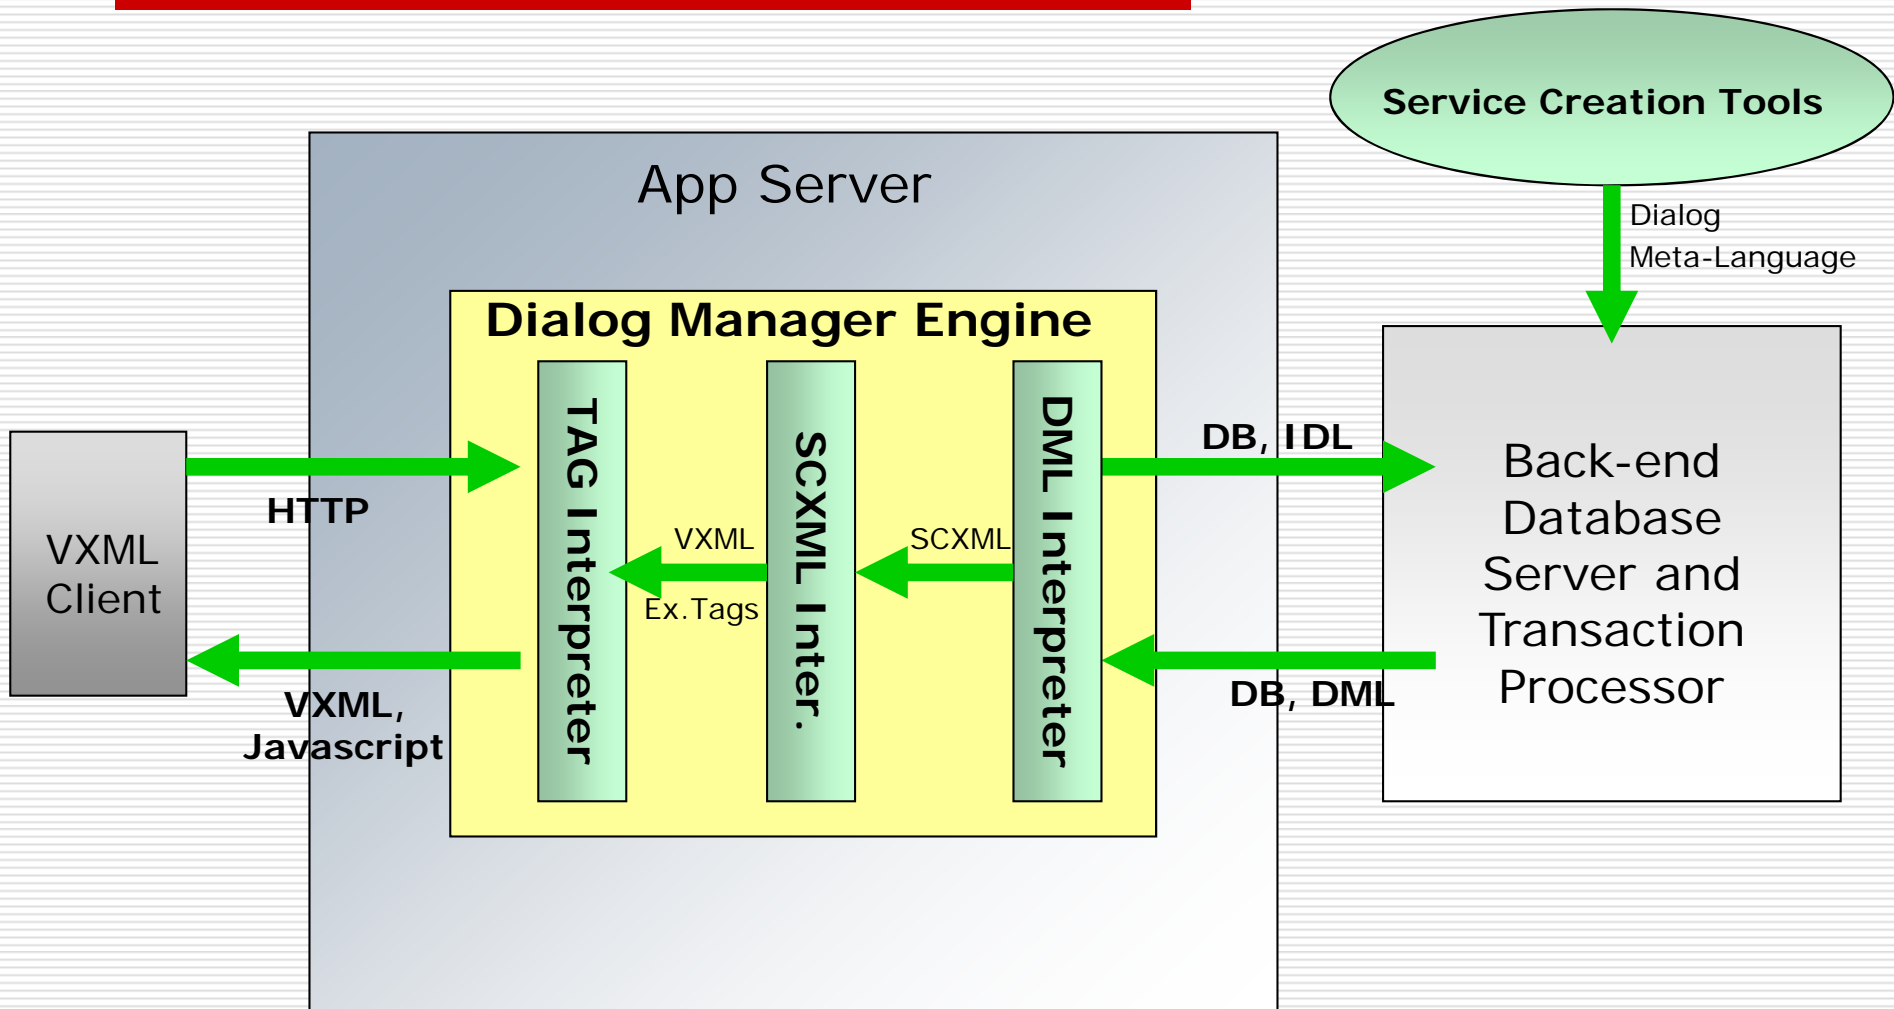 Service Creation Tools
App Server
Dialog
Meta-Language
Dialog Manager Engine
TAG Interpreter
SCXML Inter.
DML Interpreter
DB, IDL
HTTP
VXML
Ex.Tags
SCXML
VXML
Client
VXML,
Javascript
DB, DML
Back-end
Database
Server and
Transaction
Processor